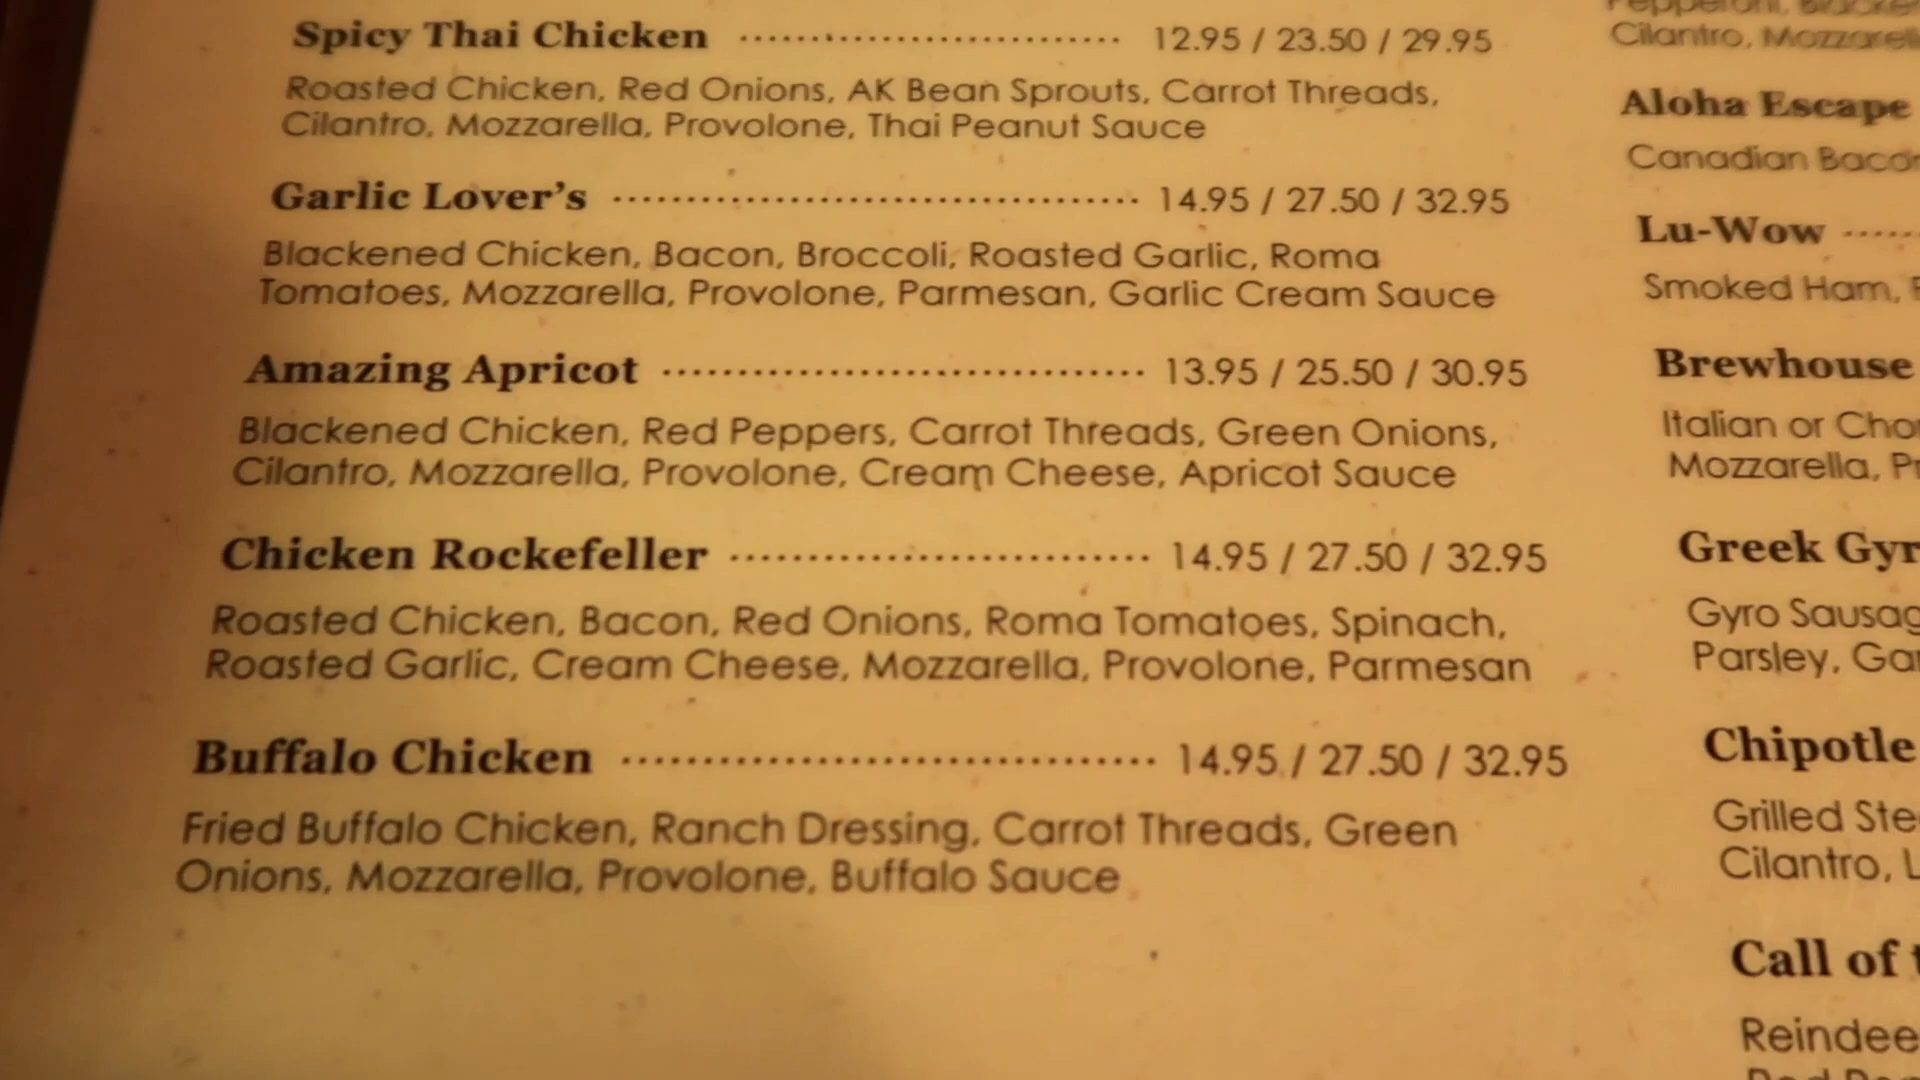 Spicy Thai Chicken ........................ 12.95 / 23.50 / 29.95
Roasted Chicken, Red Onions, AK Bean Sprouts, Carrot Threads,
Cilantro, Mozzarella, Provolone, Thai Peanut Sauce
Garlic Lover's ........................ 14.95 / 27.50 / 32.95
Blackened Chicken, Bacon, Broccoli, Roasted Garlic, Roma
Tomatoes, Mozzarella, Provolone, Parmesan, Garlic Cream Sauce
Amazing Apricot ........................ 13.95 / 25.50 / 30.95
Blackened Chicken, Red Peppers, Carrot Threads, Green Onions,
Cilantro, Mozzarella, Provolone, Cream Cheese, Apricot Sauce
Chicken Rockefeller ........................ 14.95 / 27.50 / 32.95
Roasted Chicken, Bacon, Red Onions, Roma Tomatoes, Spinach,
Roasted Garlic, Cream Cheese, Mozzarella, Provolone, Parmesan
Buffalo Chicken ........................ 14.95 / 27.50 / 32.95
Fried Buffalo Chicken, Ranch Dressing, Carrot Threads, Green
Onions, Mozzarella, Provolone, Buffalo Sauce
Cilantro,
Aloha Escape
Canadian
Lu-Wow
Smoked Ham,
Brewhouse
Italian or
Mozzarella,
Greek
Gyro
Parsley,
Chipotle
Grilled
Cilantro,
Call of